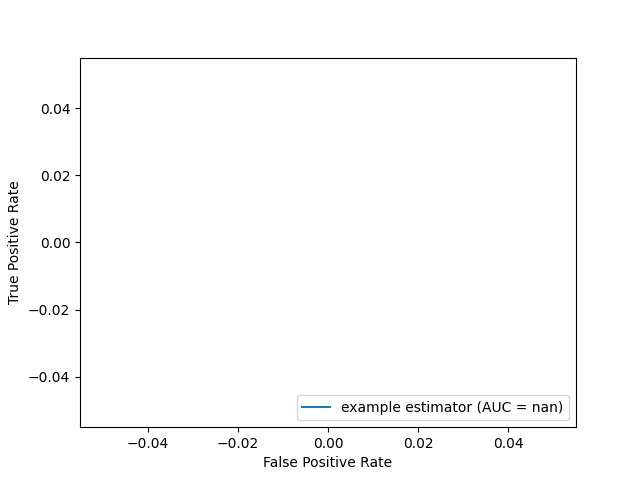 0.04
0.02
0.00
−0.02
−0.04
True Positive Rate
example estimator (AUC = nan)
−0.04 −0.02 0.00 0.02 0.04
False Positive Rate